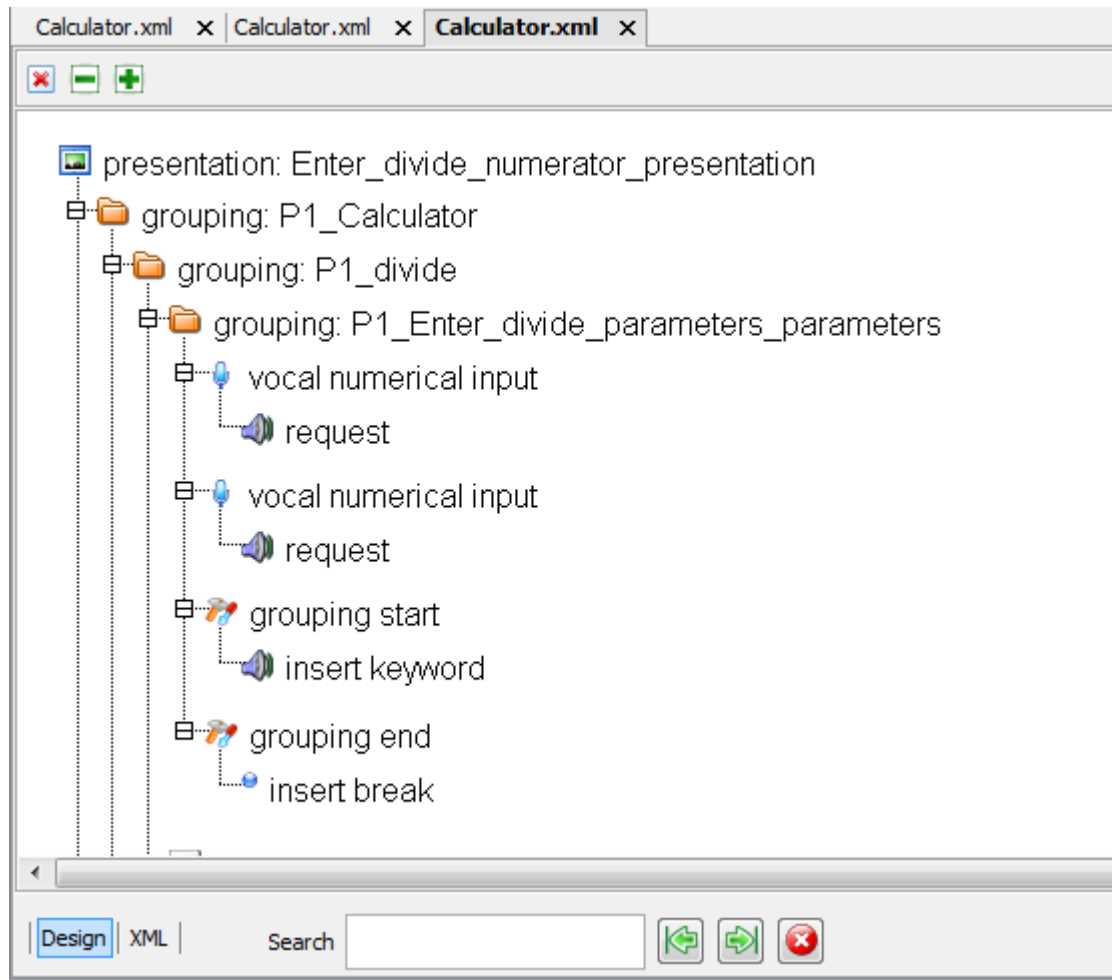 Calculator.xml Calculator.xml Calculator.xml
presentation: Enter_divide_numerator_presentation
grouping: P1_Calculator
grouping: P1_divide
grouping: P1_Enter_divide_parameters_parameters
vocal numerical input
request
vocal numerical input
request
grouping start
insert keyword
grouping end
insert break
Design XML Search